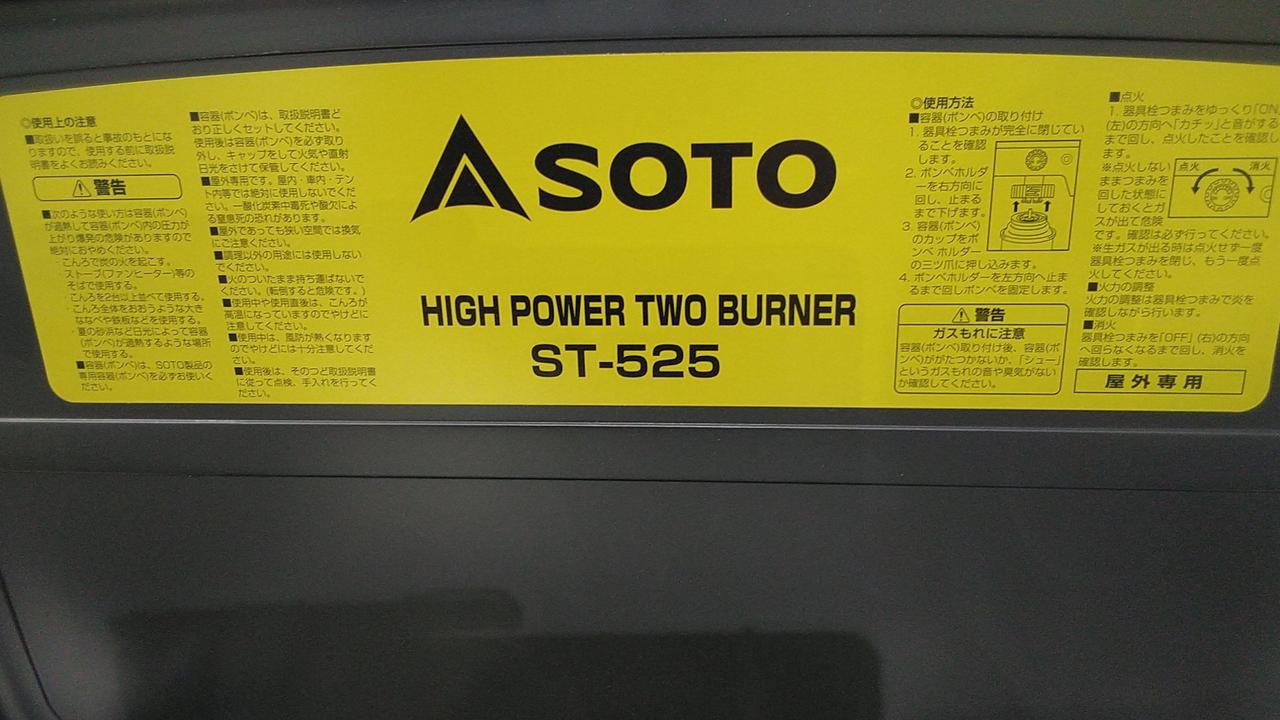 ◎使用上の注意
■取扱いを誤ると事故のもとにな
りますので、使用する前に取扱説
明書をよくお読みください。
⚠警告
■次のような使い方は容器(ボンベ)
が過熱して容器(ボンベ)内の圧力が
上がり爆発の危険がありますので
絶対におやめください。
・こんろで炭の火を起こす。
・ストーブ(ファンヒーター)等の
そばで使用する。
・こんろを2台以上並べて使用する。
・こんろ全体をおおうような大き
ななべや鉄板などを使用する。
・夏の砂浜など日光によって容器
(ボンベ)が過熱するような場所
で使用する。
■容器(ボンベ)は、SOTO製品の
専用容器(ボンベ)を必ずお使いく
ださい。
■容器(ボンベ)は、取扱説明書ど
おり正しくセットしてください。
使用後は容器(ボンベ)を必ず取り
外し、キャップをして火気や直射
日光をさけて保管してください。
■屋外専用です。屋内・車内・テン
ト内等では絶対に使用しないでくだ
さい。一酸化炭素中毒死や酸欠によ
る窒息死の恐れがあります。
■屋外であっても狭い空間では換気
にご注意ください。
■調理以外の用途には使用しない
でください。
■火のついたまま持ち運ばないで
ください。(転倒すると危険です。)
■使用中や使用直後は、こんろが
高温になっていますのでやけどに
注意してください。
■使用中は、風防が熱くなります
のでやけどには十分注意してくだ
さい。
■使用後は、そのつど取扱説明書
に従って点検、手入れを行ってく
ださい。
SOTO
HIGH POWER TWO BURNER
ST-525
◎使用方法
■容器(ボンベ)の取り付け
1. 器具栓つまみが完全に閉じてい
ることを確認
します。
2. ボンベホルダ
ーを右方向に
回し、止まる
まで下げます。
3. 容器(ボンベ)
のカップをボ
ンベ ホルダー
の三ツ爪に押し込みます。
4. ボンベホルダーを左方向へ止ま
るまで回しボンベを固定します。
⚠警告
ガスもれに注意
容器(ボンベ)取り付け後、容器(ボ
ンベ)ががたつかないか、「シュー」
というガスもれの音や臭気がない
か確認してください。
■点火
1. 器具栓つまみをゆっくり「ON」
(左)の方向へ「カチッ」と音がする
まで回し、点火したことを確認し
ます。
※点火しない
ままつまみを
回した状態に
しておくとガ
スが出て危険
です。確認は必ず行ってください。
点火 消火
※生ガスが出る時は点火せず一度
器具栓つまみを閉じ、もう一度点
火してください。
■火力の調整
火力の調整は器具栓つまみで炎を
確認しながら行います。
■消火
器具栓つまみを「OFF」(右)の方向
へ回らなくなるまで回し、消火を
確認します。
屋外専用